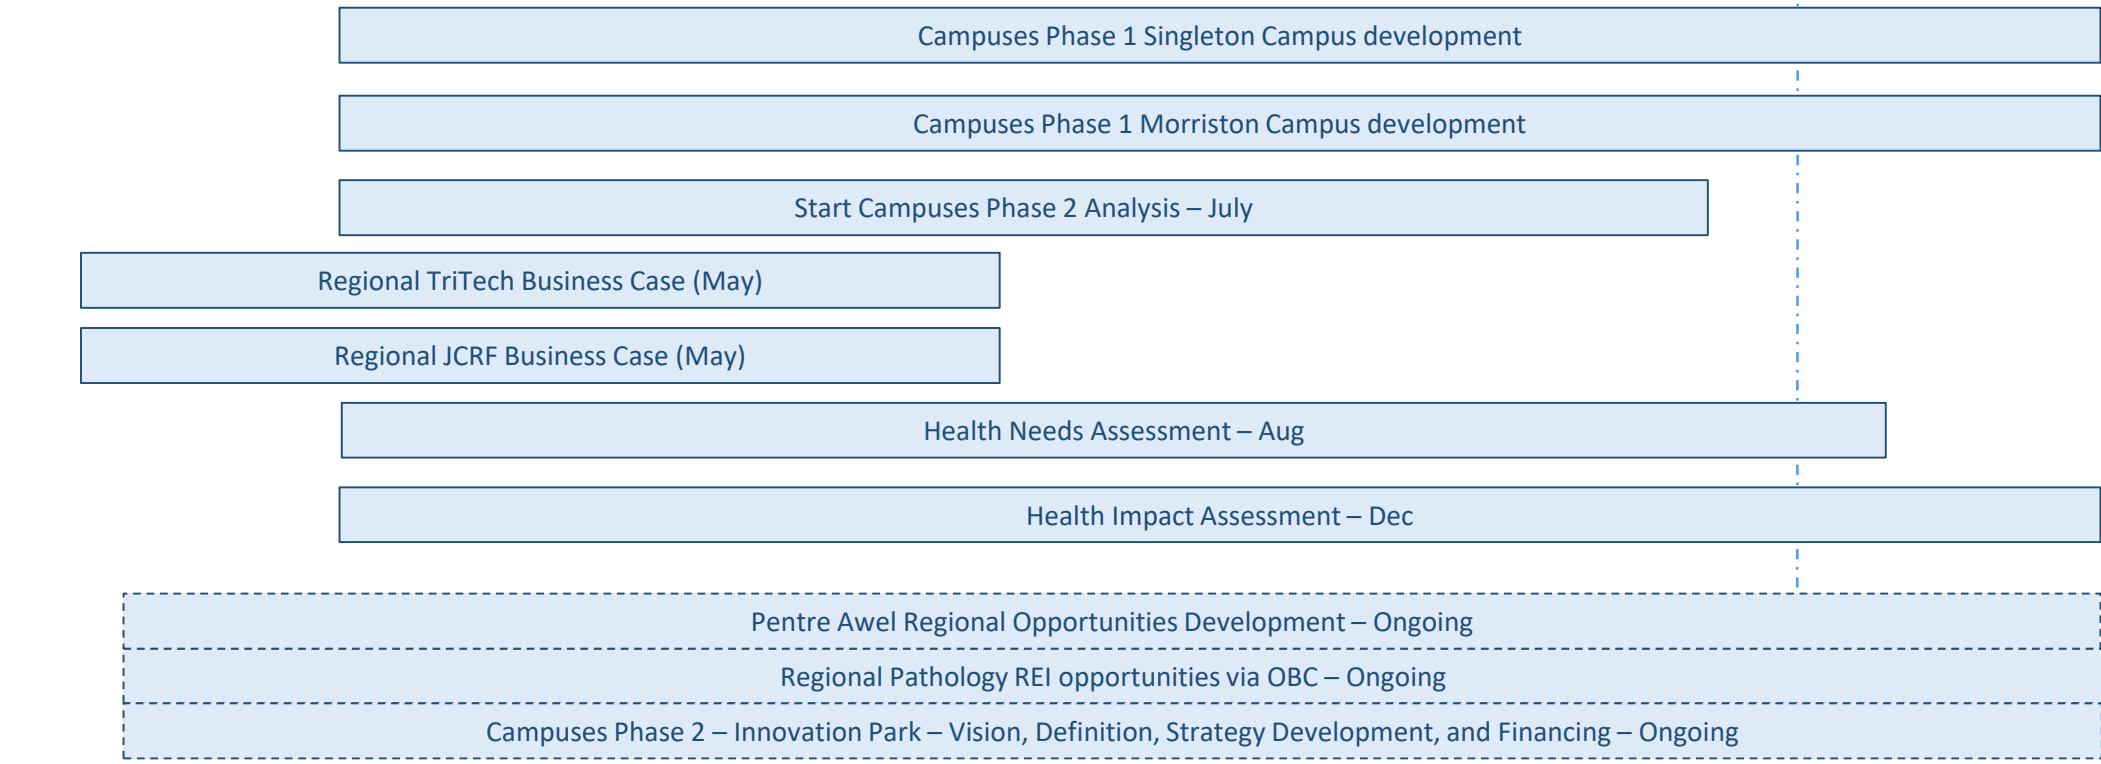 Campuses Phase 1 Singleton Campus development
Campuses Phase 1 Morriston Campus development
Start Campuses Phase 2 Analysis – July
Regional TriTech Business Case (May)
Regional JCRF Business Case (May)
Health Needs Assessment – Aug
Health Impact Assessment – Dec
Pentre Awel Regional Opportunities Development – Ongoing
Regional Pathology REI opportunities via OBC – Ongoing
Campuses Phase 2 – Innovation Park – Vision, Definition, Strategy Development, and Financing – Ongoing